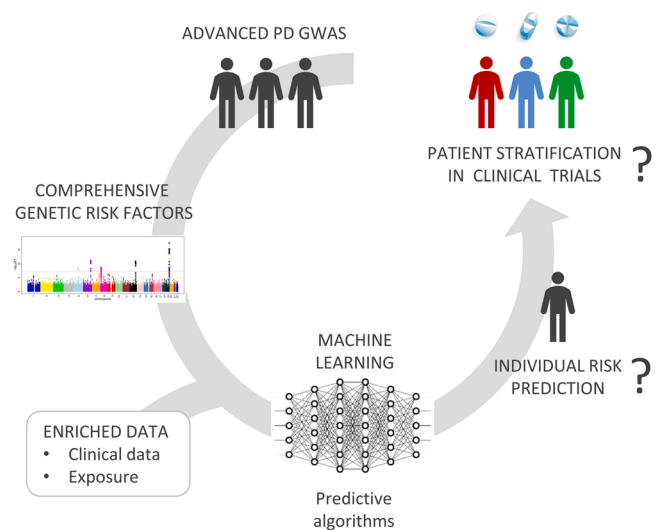 ADVANCED PD GWAS
PATIENT STRATIFICATION
IN CLINICAL TRIALS ?
COMPREHENSIVE
GENETIC RISK FACTORS
MACHINE
LEARNING
INDIVIDUAL RISK
PREDICTION ?
ENRICHED DATA
• Clinical data
• Exposure
Predictive
algorithms